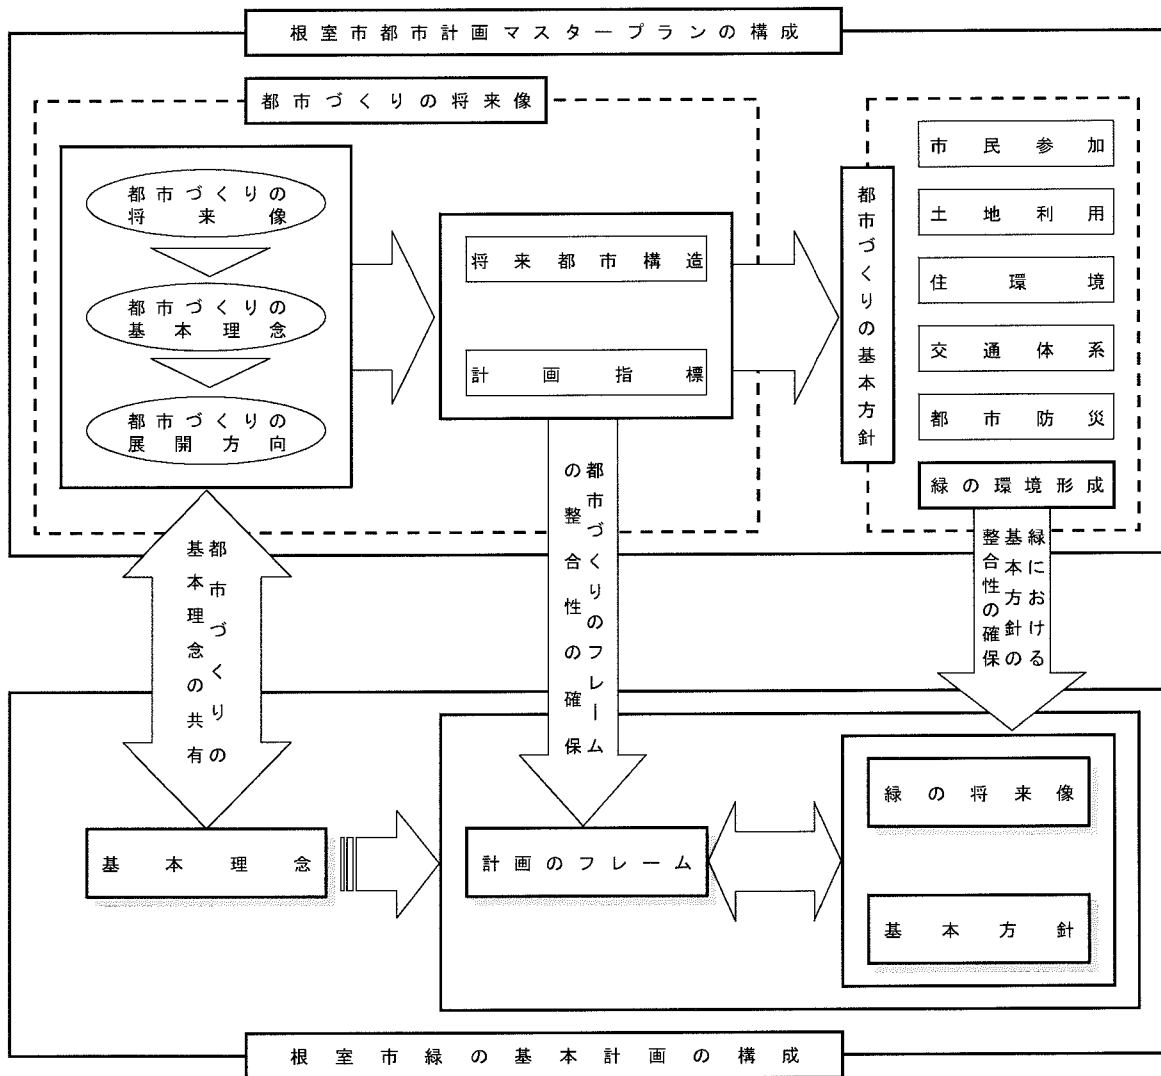 根室市都市計画マスタープランの構成
都市づくりの将来像
都市づくりの
将来像
都市づくりの
基本理念
都市づくりの
展開方向
将来都市構造
計画指標
都市づくりの基本方針
市民参加
土地利用
住環境
交通体系
都市防災
緑の環境形成
都市づくりの
基本理念の共有
都市づくりのフレーム
の整合性の確保
緑における
基本方針の
整合性の確保
基本理念
計画のフレーム
緑の将来像
基本方針
根室市緑の基本計画の構成